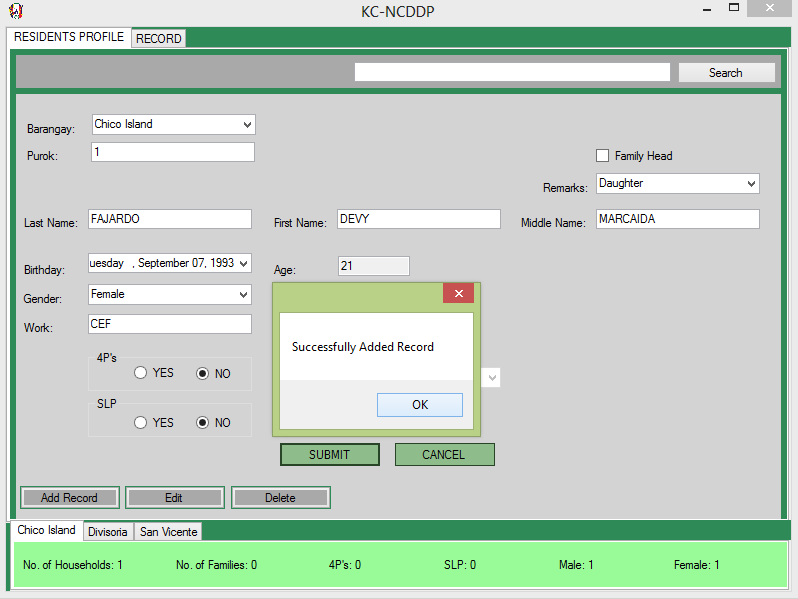 KC-NCDDP
RESIDENTS PROFILE RECORD
Search
Barangay: Chico Island
Purok: 1
Family Head
Remarks: Daughter
Last Name: FAJARDO First Name: DEVY Middle Name: MARCAIDA
Birthday: uesday , September 07, 1993 Age: 21
Gender: Female
Work: CEF
Successfully Added Record
4P's
YES NO
OK
SLP
YES NO
SUBMIT CANCEL
Add Record Edit Delete
Chico Island Divisoria San Vicente
No. of Households: 1 No. of Families: 0 4P's: 0 SLP: 0 Male: 1 Female: 1